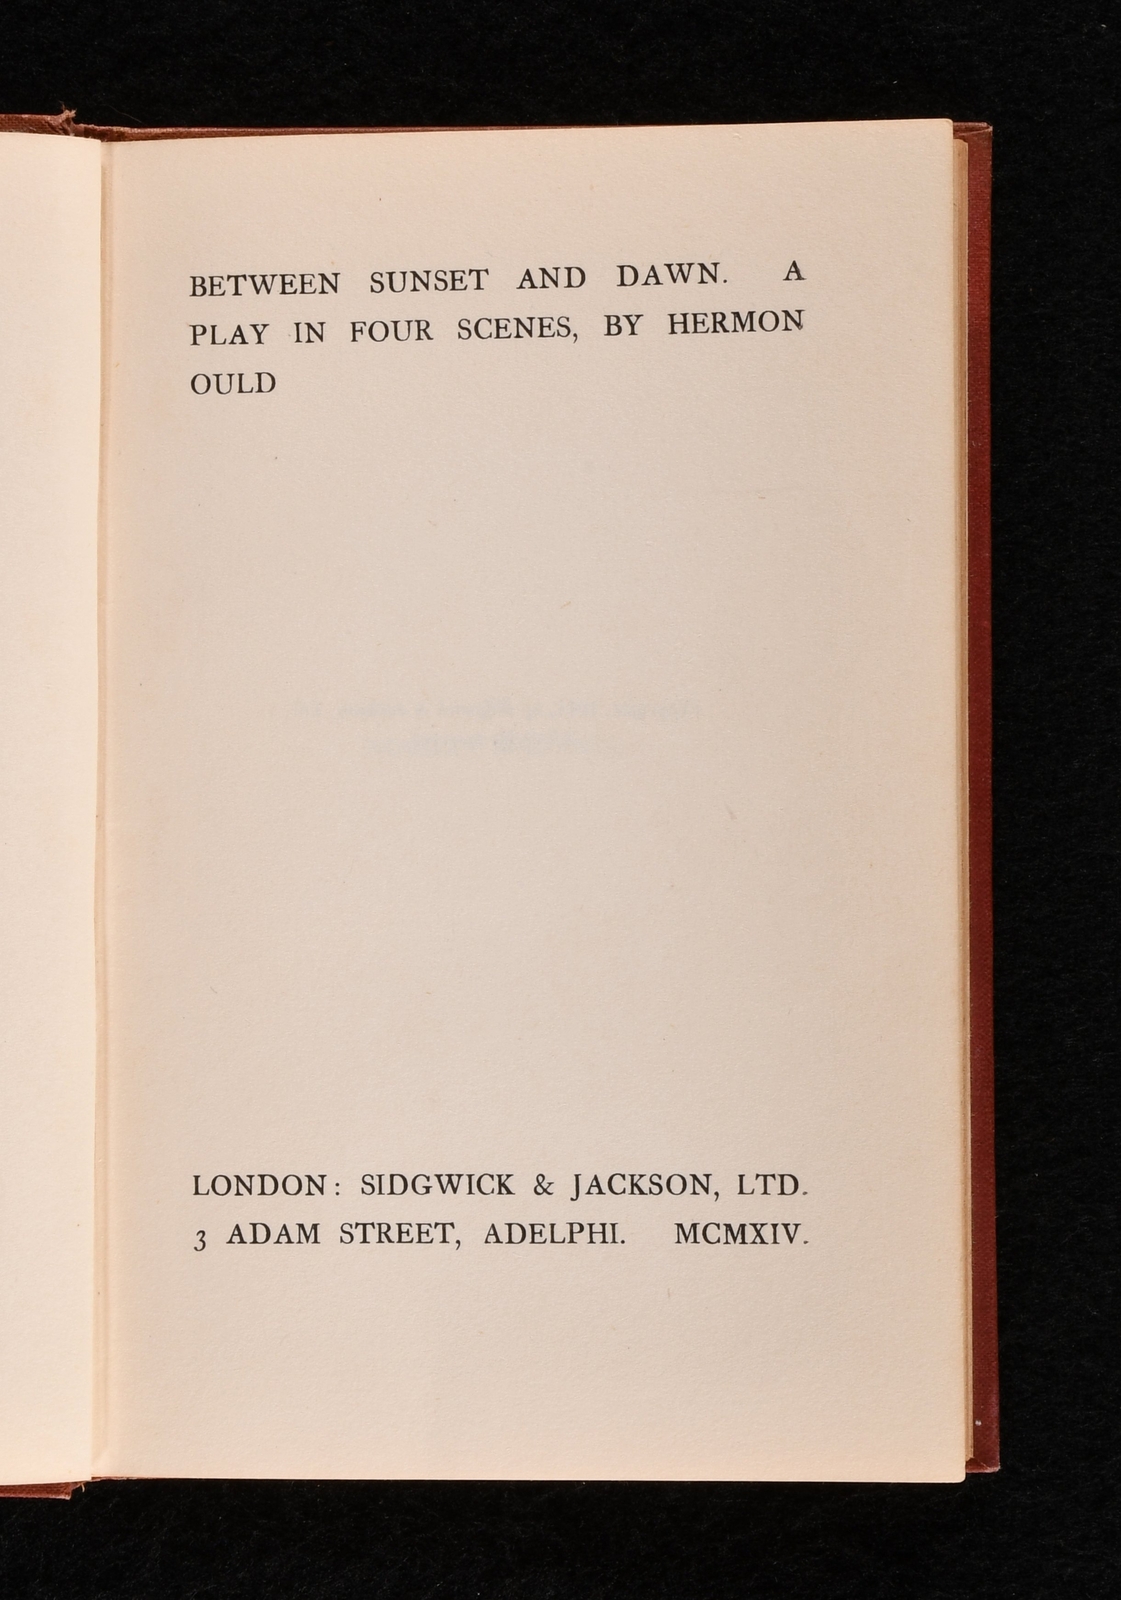 BETWEEN SUNSET AND DAWN. A
PLAY IN FOUR SCENES, BY HERMON
OULD
LONDON: SIDGWICK & JACKSON, LTD.
3 ADAM STREET, ADELPHI. MCMXIV.